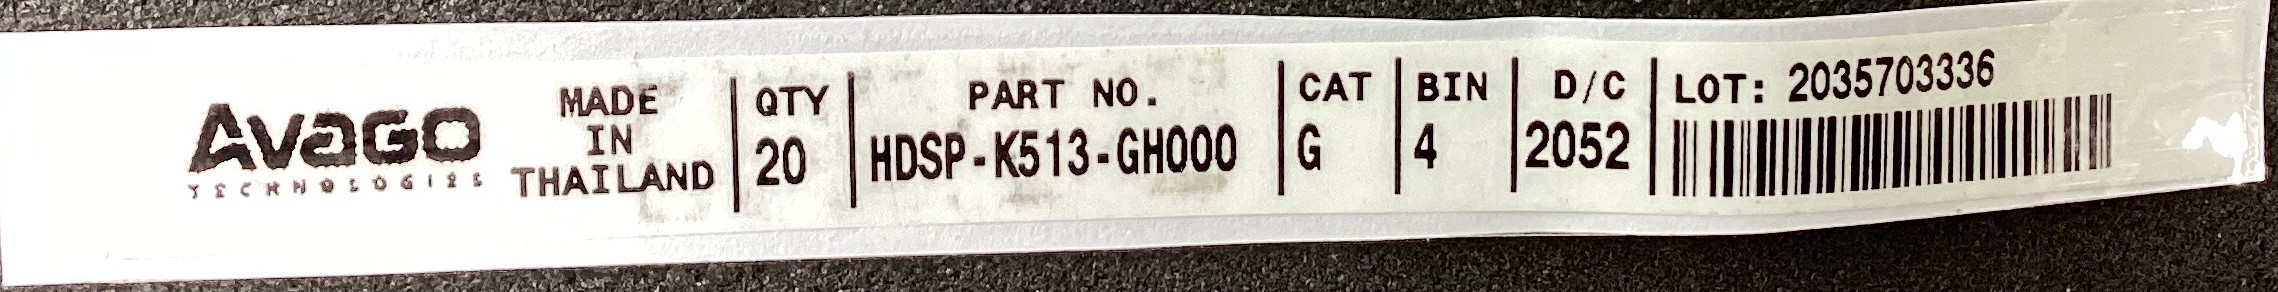 AVAGO
TECHNOLOGIES
MADE
IN
THAILAND
QTY
20
PART NO.
HDSP-K513-GH000
CAT
G
BIN
4
D/C
2052
LOT: 2035703336